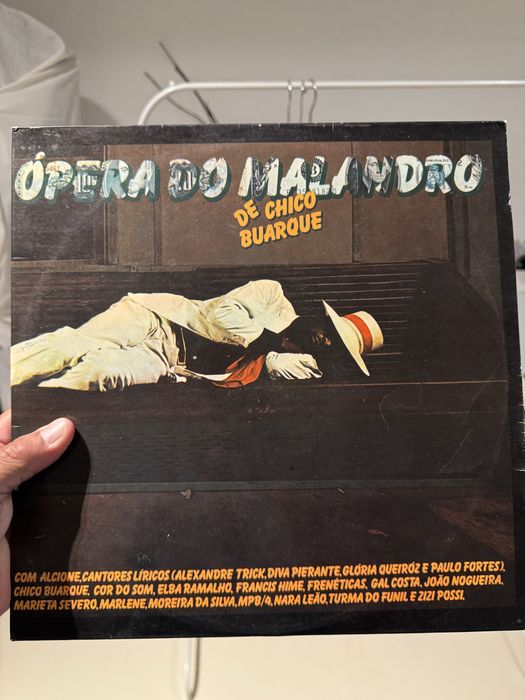 ÓPERA DO MALANDRO
DE CHICO
BUARQUE
COM ALCIONE,CANTORES LÍRICOS(ALEXANDRE TRICK,DIVA PIERANTE,GLÓRIA QUEIRÓZ E PAULO FORTES),
CHICO BUARQUE, COR DO SOM, ELBA RAMALHO, FRANCIS HIME, FRENÉTICAS, GAL COSTA, JOÃO NOGUEIRA,
MARIETA SEVERO, MARLENE, MOREIRA DA SILVA, MPB/4, NARA LEÃO, TURMA DO FUNIL E ZIZI POSSI.